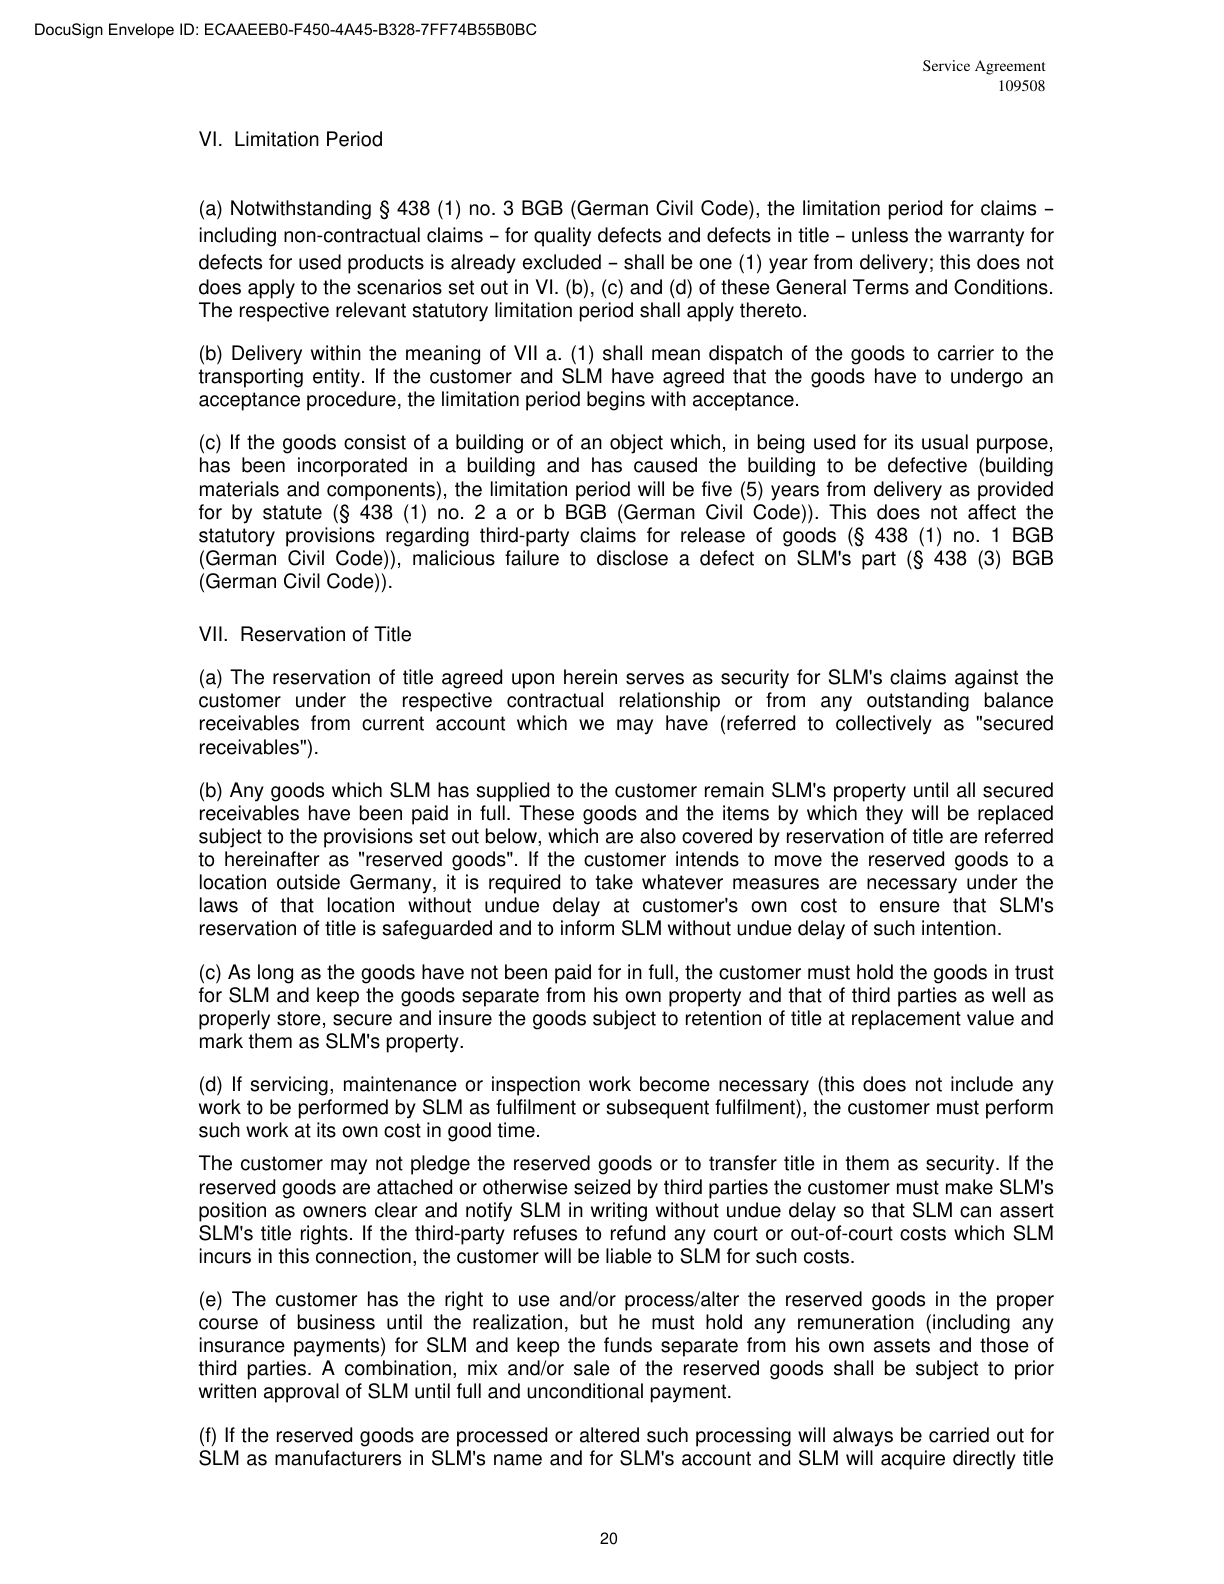 DocuSign Envelope ID: ECAAEEB0-F450-4A45-B328-7FF74B55B0BC
Service Agreement
109508
VI. Limitation Period
(a) Notwithstanding § 438 (1) no. 3 BGB (German Civil Code), the limitation period for claims –
including non-contractual claims – for quality defects and defects in title – unless the warranty for
defects for used products is already excluded – shall be one (1) year from delivery; this does not
does apply to the scenarios set out in VI. (b), (c) and (d) of these General Terms and Conditions.
The respective relevant statutory limitation period shall apply thereto.
(b) Delivery within the meaning of VII a. (1) shall mean dispatch of the goods to carrier to the
transporting entity. If the customer and SLM have agreed that the goods have to undergo an
acceptance procedure, the limitation period begins with acceptance.
(c) If the goods consist of a building or of an object which, in being used for its usual purpose,
has been incorporated in a building and has caused the building to be defective (building
materials and components), the limitation period will be five (5) years from delivery as provided
for by statute (§ 438 (1) no. 2 a or b BGB (German Civil Code)). This does not affect the
statutory provisions regarding third-party claims for release of goods (§ 438 (1) no. 1 BGB
(German Civil Code)), malicious failure to disclose a defect on SLM's part (§ 438 (3) BGB
(German Civil Code)).
VII. Reservation of Title
(a) The reservation of title agreed upon herein serves as security for SLM's claims against the
customer under the respective contractual relationship or from any outstanding balance
receivables from current account which we may have (referred to collectively as "secured
receivables").
(b) Any goods which SLM has supplied to the customer remain SLM's property until all secured
receivables have been paid in full. These goods and the items by which they will be replaced
subject to the provisions set out below, which are also covered by reservation of title are referred
to hereinafter as "reserved goods". If the customer intends to move the reserved goods to a
location outside Germany, it is required to take whatever measures are necessary under the
laws of that location without undue delay at customer's own cost to ensure that SLM's
reservation of title is safeguarded and to inform SLM without undue delay of such intention.
(c) As long as the goods have not been paid for in full, the customer must hold the goods in trust
for SLM and keep the goods separate from his own property and that of third parties as well as
properly store, secure and insure the goods subject to retention of title at replacement value and
mark them as SLM's property.
(d) If servicing, maintenance or inspection work become necessary (this does not include any
work to be performed by SLM as fulfilment or subsequent fulfilment), the customer must perform
such work at its own cost in good time.
The customer may not pledge the reserved goods or to transfer title in them as security. If the
reserved goods are attached or otherwise seized by third parties the customer must make SLM's
position as owners clear and notify SLM in writing without undue delay so that SLM can assert
SLM's title rights. If the third-party refuses to refund any court or out-of-court costs which SLM
incurs in this connection, the customer will be liable to SLM for such costs.
(e) The customer has the right to use and/or process/alter the reserved goods in the proper
course of business until the realization, but he must hold any remuneration (including any
insurance payments) for SLM and keep the funds separate from his own assets and those of
third parties. A combination, mix and/or sale of the reserved goods shall be subject to prior
written approval of SLM until full and unconditional payment.
(f) If the reserved goods are processed or altered such processing will always be carried out for
SLM as manufacturers in SLM's name and for SLM's account and SLM will acquire directly title
20